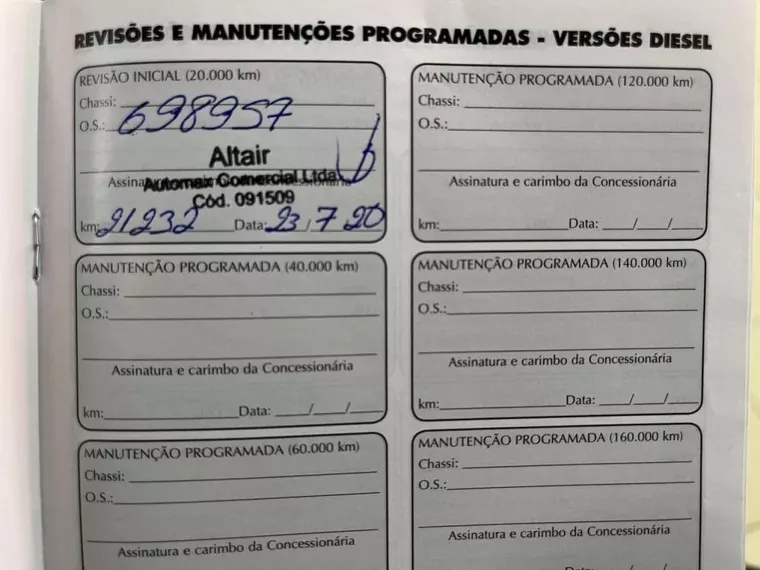 REVISÕES E MANUTENÇÕES PROGRAMADAS - VERSÕES DIESEL
REVISÃO INICIAL (20.000 km)
Chassi:
698957
O.S.:
Altair
Automax Comercial Ltda
Cód. 091509
km: 21232 Data: 23 / 7 20
MANUTENÇÃO PROGRAMADA (40.000 km)
Chassi:
O.S.:
Assinatura e carimbo da Concessionária
km: Data: / /
MANUTENÇÃO PROGRAMADA (60.000 km)
Chassi:
O.S.:
Assinatura e carimbo da Concessionária
MANUTENÇÃO PROGRAMADA (120.000 km)
Chassi:
O.S.:
Assinatura e carimbo da Concessionária
km: Data: / /
MANUTENÇÃO PROGRAMADA (140.000 km)
Chassi:
O.S.:
Assinatura e carimbo da Concessionária
km: Data: / /
MANUTENÇÃO PROGRAMADA (160.000 km)
Chassi:
O.S.:
Assinatura e carimbo da Concessionária